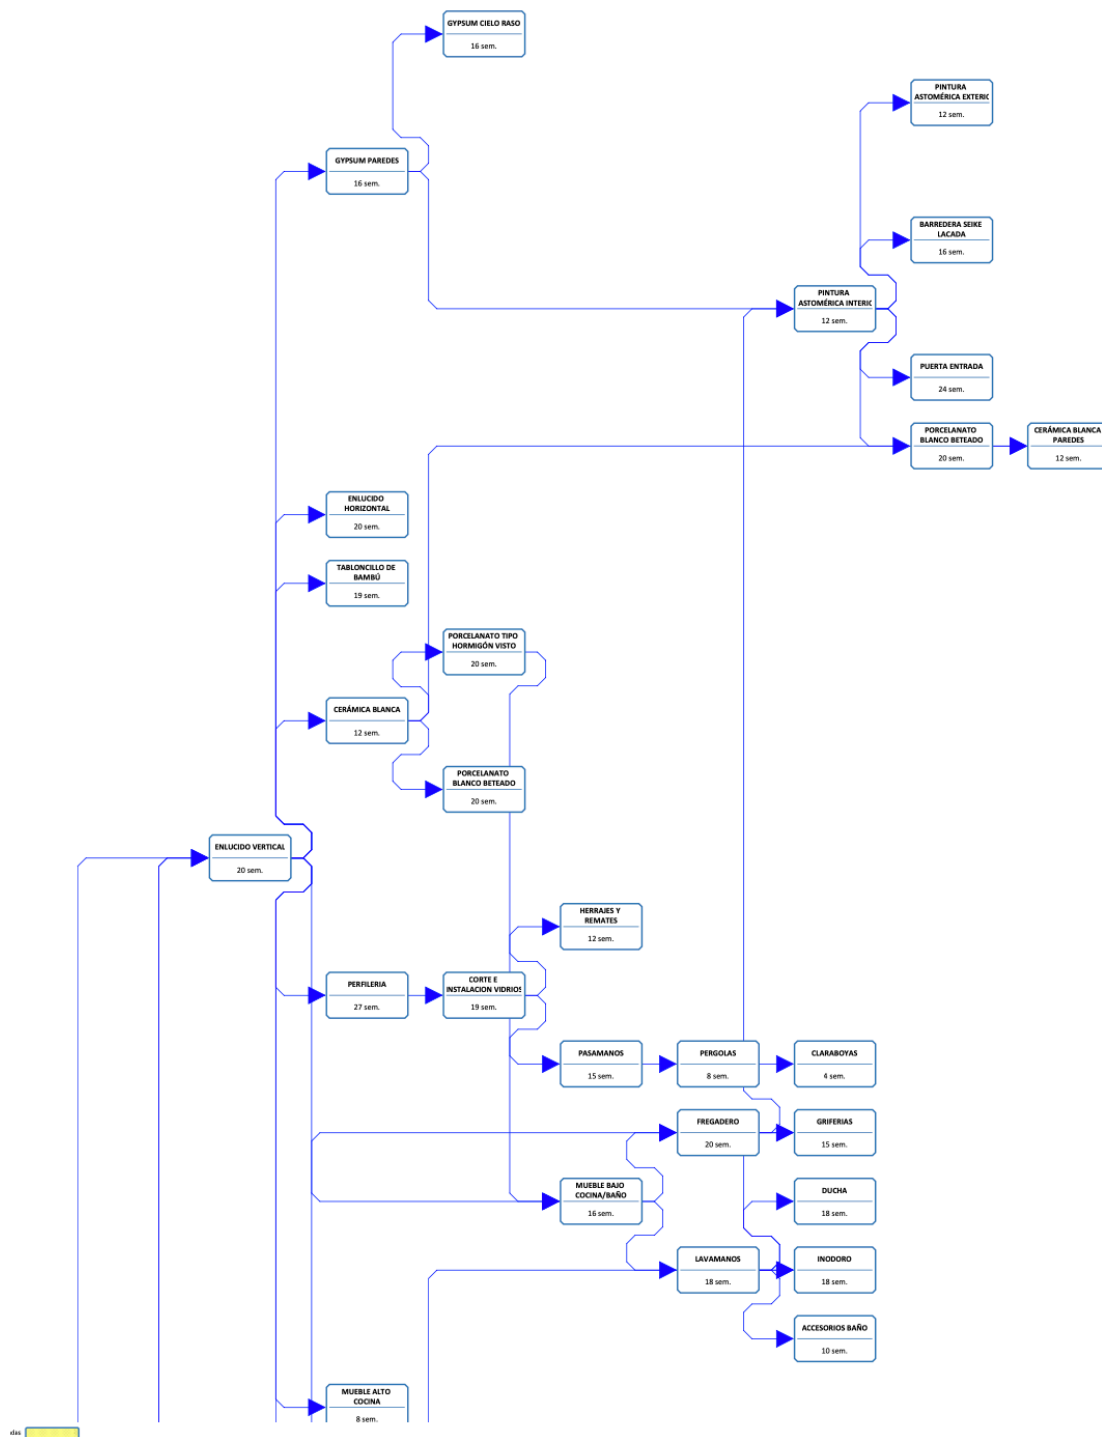 GYPSUM CIELO RASO
16 sem.
PINTURA
ASTOMÉRICA EXTERIC
12 sem.
GYPSUM PAREDES
16 sem.
BARREDERA SEIKE
LACADA
16 sem.
PINTURA
ASTOMÉRICA INTERIC
12 sem.
PUERTA ENTRADA
24 sem.
PORCELANATO
BLANCO BETEADO
20 sem.
CERÁMICA BLANCA
PAREDES
12 sem.
ENLUCIDO
HORIZONTAL
20 sem.
TABLONCILLO DE
BAMBÚ
19 sem.
PORCELANATO TIPO
HORMIGÓN VISTO
20 sem.
CERÁMICA BLANCA
12 sem.
PORCELANATO
BLANCO BETEADO
20 sem.
ENLUCIDO VERTICAL
20 sem.
HERRAJES Y
REMATES
12 sem.
PERFILERIA
27 sem.
CORTE E
INSTALACION VIDRIOS
19 sem.
PASAMANOS
15 sem.
PERGOLAS
8 sem.
CLARABOYAS
4 sem.
FREGADERO
20 sem.
GRIFERIAS
15 sem.
MUEBLE BAJO
COCINA/BAÑO
16 sem.
DUCHA
18 sem.
LAVAMANOS
18 sem.
INODORO
18 sem.
ACCESORIOS BAÑO
10 sem.
MUEBLE ALTO
COCINA
8 sem.